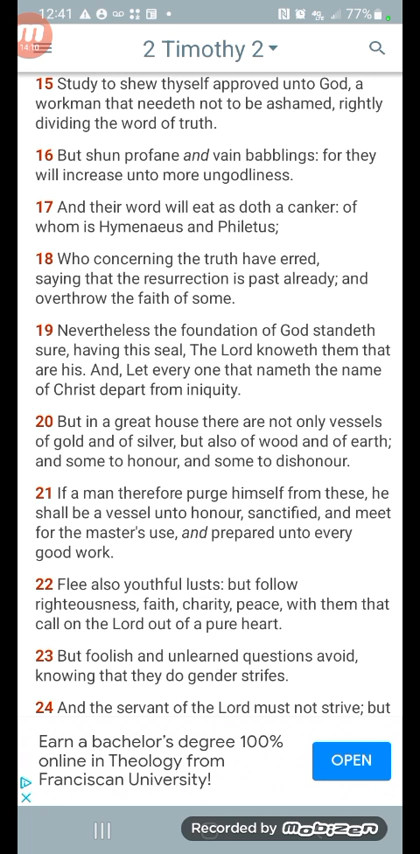 12:41 77%
14:10
2 Timothy 2
15 Study to shew thyself approved unto God, a
workman that needeth not to be ashamed, rightly
dividing the word of truth.
16 But shun profane and vain babblings: for they
will increase unto more ungodliness.
17 And their word will eat as doth a canker: of
whom is Hymenaeus and Philetus;
18 Who concerning the truth have erred,
saying that the resurrection is past already; and
overthrow the faith of some.
19 Nevertheless the foundation of God standeth
sure, having this seal, The Lord knoweth them that
are his. And, Let every one that nameth the name
of Christ depart from iniquity.
20 But in a great house there are not only vessels
of gold and of silver, but also of wood and of earth;
and some to honour, and some to dishonour.
21 If a man therefore purge himself from these, he
shall be a vessel unto honour, sanctified, and meet
for the master's use, and prepared unto every
good work.
22 Flee also youthful lusts: but follow
righteousness, faith, charity, peace, with them that
call on the Lord out of a pure heart.
23 But foolish and unlearned questions avoid,
knowing that they do gender strifes.
24 And the servant of the Lord must not strive; but
Earn a bachelor's degree 100%
online in Theology from
Franciscan University!
OPEN
Recorded by mobizen